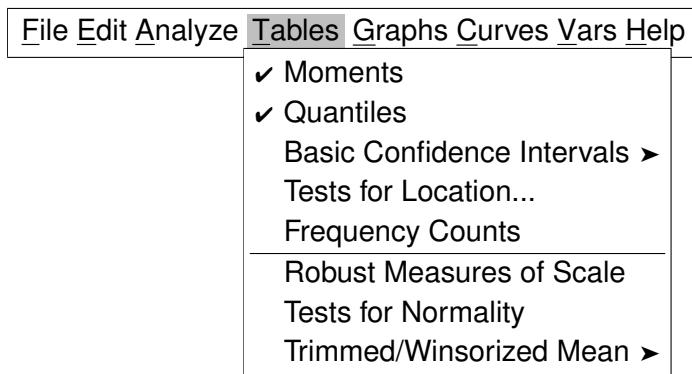 File Edit Analyze Tables Graphs Curves Vars Help
✔ Moments
✔ Quantiles
Basic Confidence Intervals ➤
Tests for Location...
Frequency Counts
Robust Measures of Scale
Tests for Normality
Trimmed/Winsorized Mean ➤